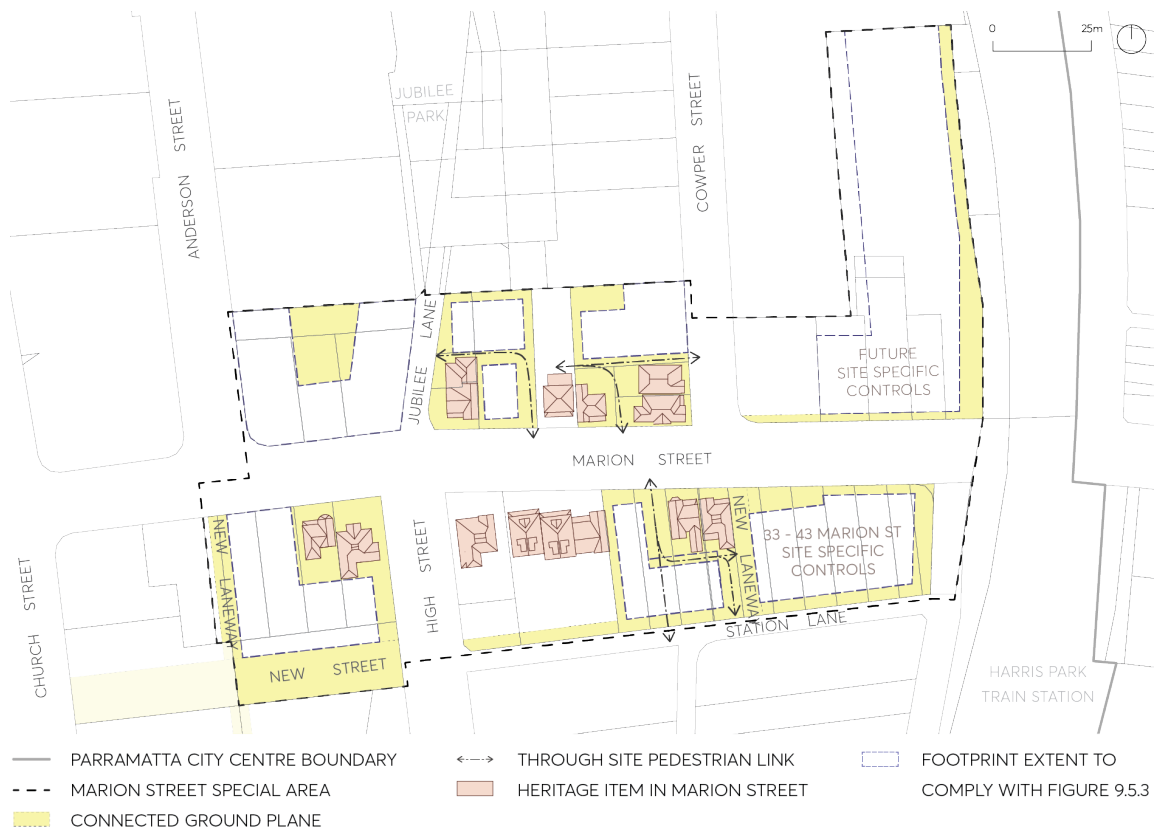 0 25m
JUBILEE
PARK
ANDERSON STREET
COWPER STREET
JUBILEE LANE
FUTURE
SITE SPECIFIC
CONTROLS
MARION STREET
NEW LANEWAY
HIGH STREET
NEW LANEWA
33 - 43 MARION ST
SITE SPECIFIC
CONTROLS
CHURCH STREET
NEW STREET
STATION LANE
HARRIS PARK
TRAIN STATION
PARRAMATTA CITY CENTRE BOUNDARY
MARION STREET SPECIAL AREA
CONNECTED GROUND PLANE
THROUGH SITE PEDESTRIAN LINK
HERITAGE ITEM IN MARION STREET
FOOTPRINT EXTENT TO
COMPLY WITH FIGURE 9.5.3